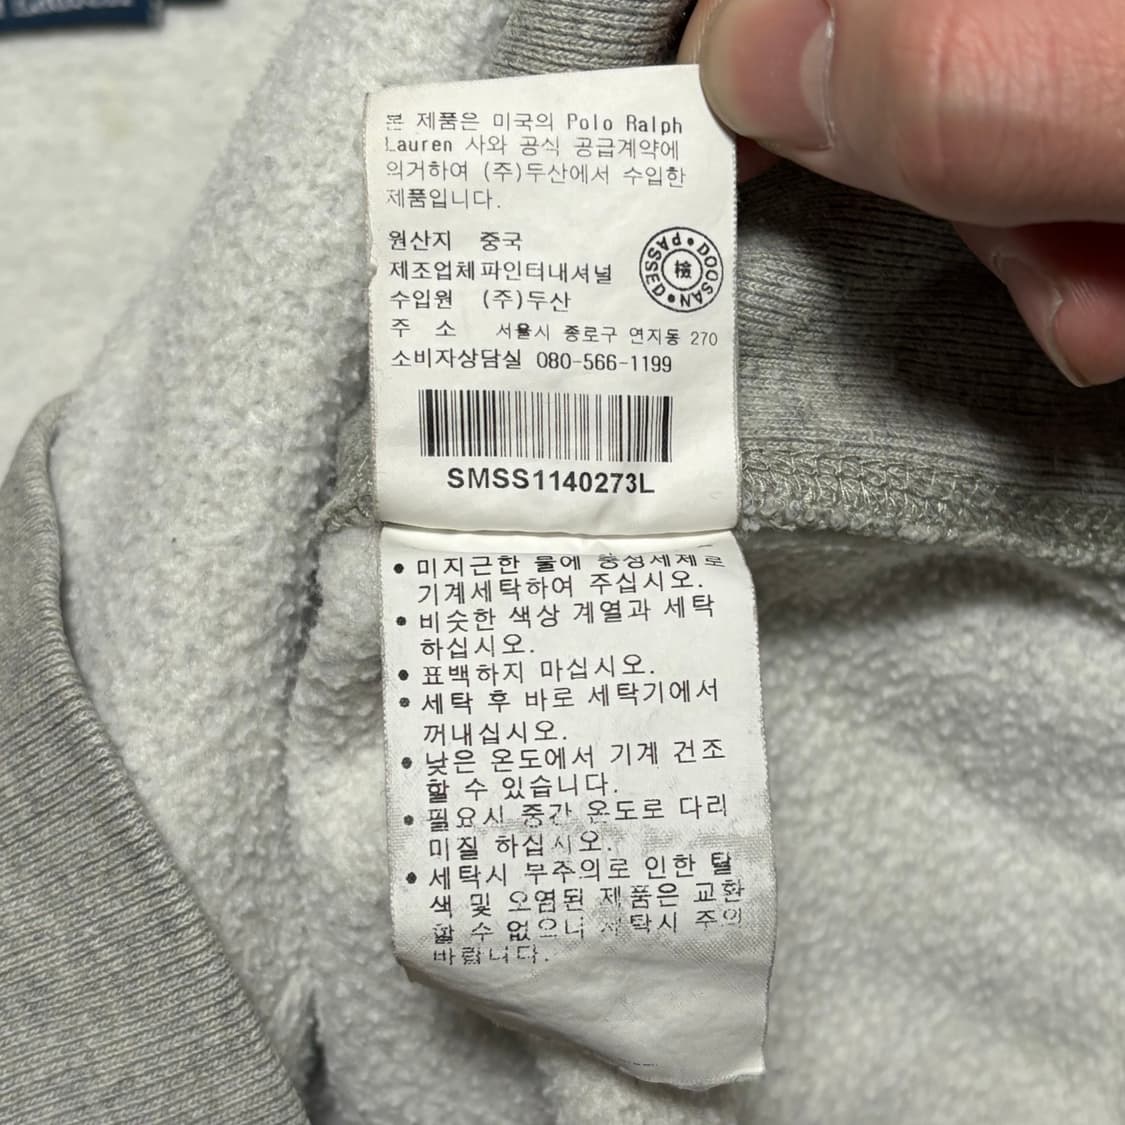 본 제품은 미국의 Polo Ralph
Lauren 사와 공식 공급계약에
의거하여 (주)두산에서 수입한
제품입니다.
원산지 중국
제조업체 파인터내셔널
수입원 (주)두산
주 소 서울시 종로구 연지동 270
소비자상담실 080-566-1199
DOOSAN PASSED
檢
SMSS1140273L
• 미지근한 물에 중성세제로
기계세탁하여 주십시오.
• 비슷한 색상 계열과 세탁
하십시오.
• 표백하지 마십시오.
• 세탁 후 바로 세탁기에서
꺼내십시오.
• 낮은 온도에서 기계 건조
할 수 있습니다.
• 필요시 중간 온도로 다리
미질 하십시오.
• 세탁시 부주의로 인한 탈
색 및 오염된 제품은 교환
할 수 없으니 세탁시 주의
바랍니다.